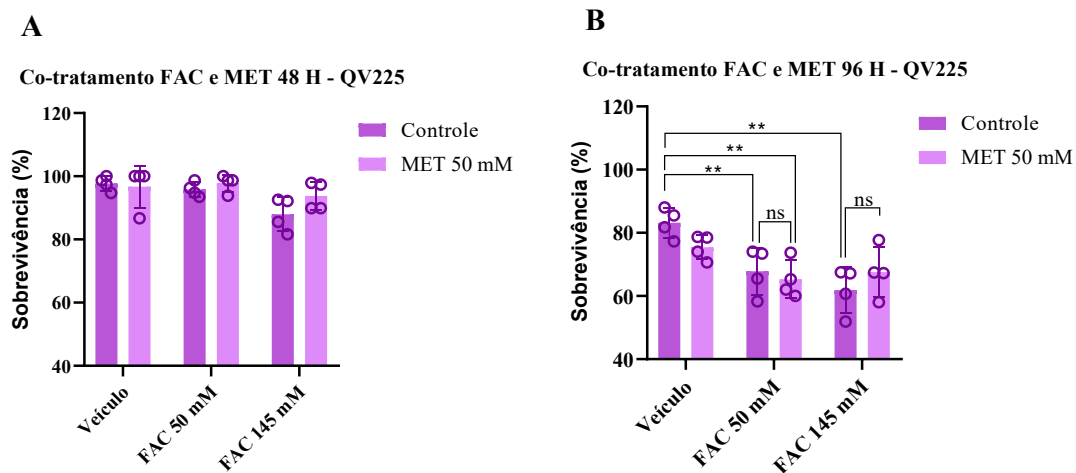 A
Co-tratamento FAC e MET 48 H - QV225
120
100
80
60
40
Sobrevivência (%)
Veículo
FAC 50 mM
FAC 145 mM
Controle
MET 50 mM
B
Co-tratamento FAC e MET 96 H - QV225
120
100
80
60
40
Sobrevivência (%)
**
**
**
ns
ns
Veículo
FAC 50 mM
FAC 145 mM
Controle
MET 50 mM